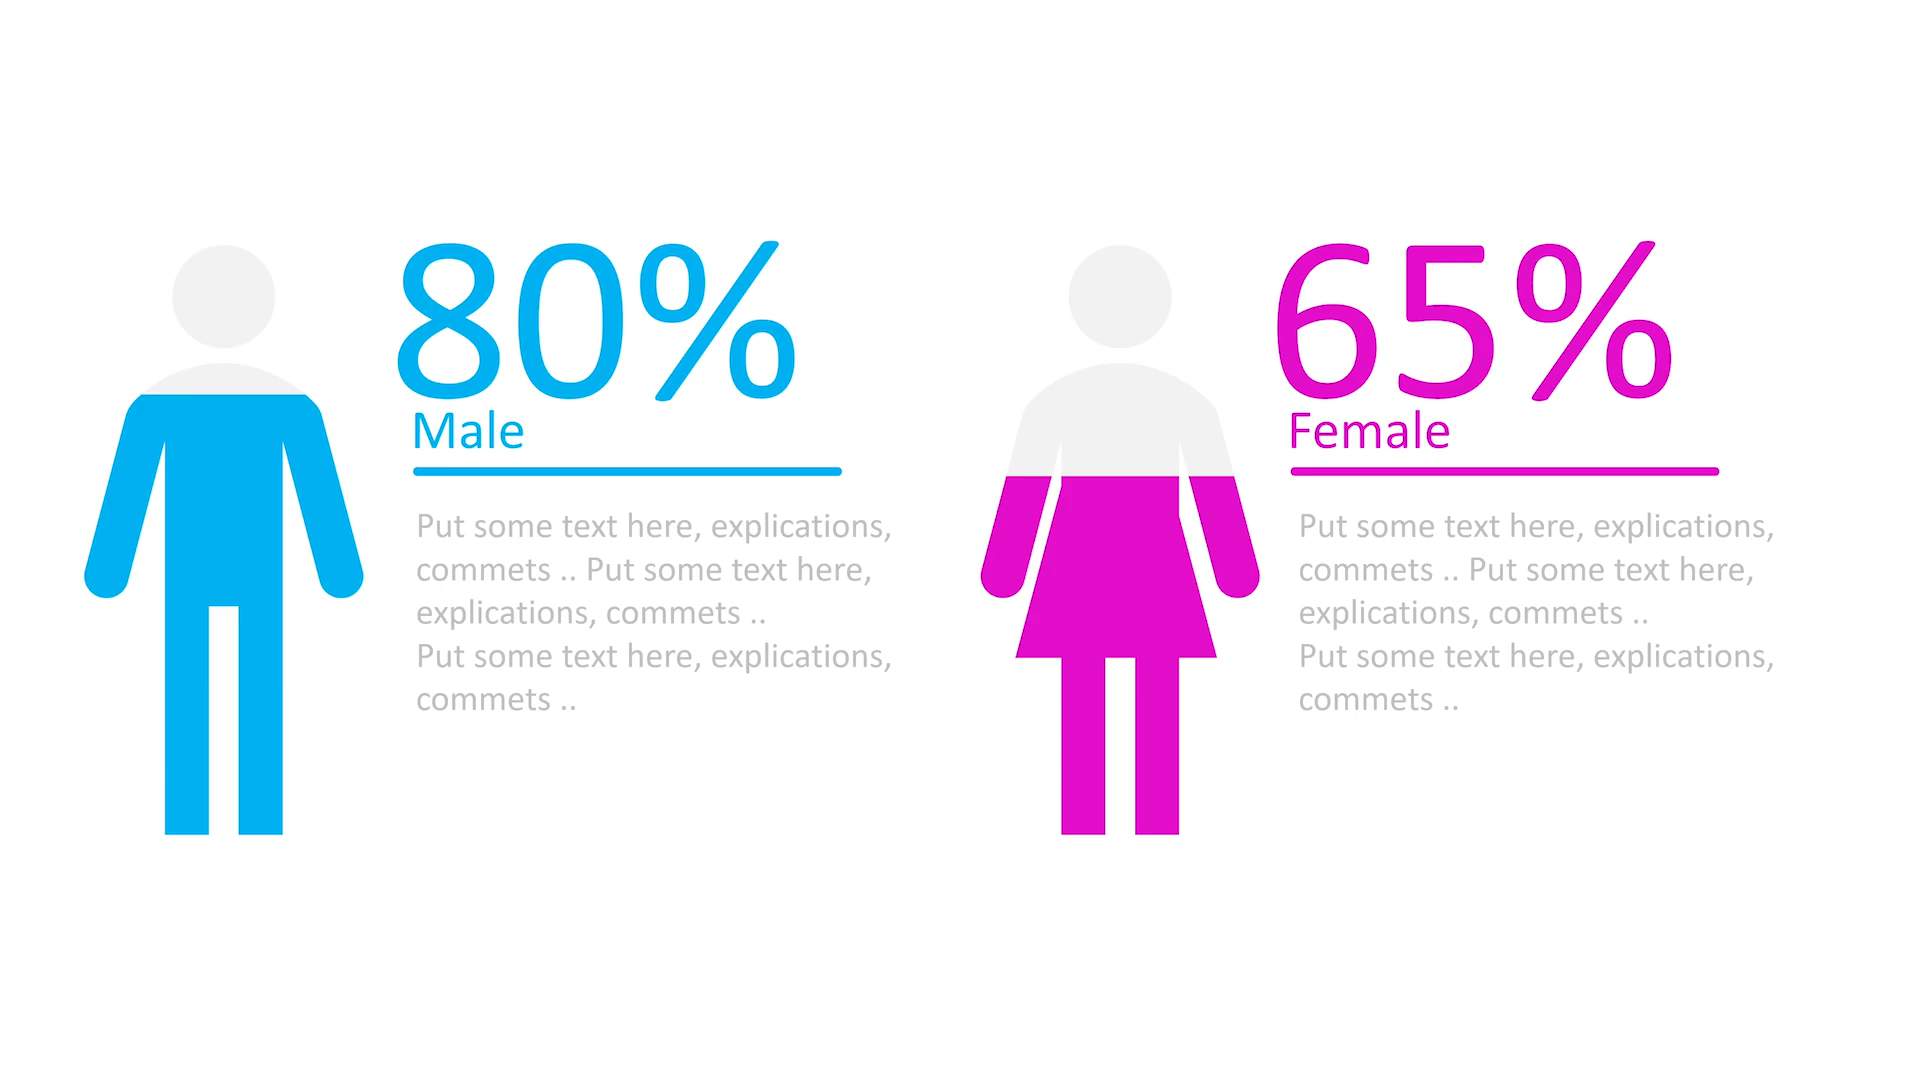 80%
Male
Put some text here, explications,
commets .. Put some text here,
explications, commets ..
Put some text here, explications,
commets ..
65%
Female
Put some text here, explications,
commets .. Put some text here,
explications, commets ..
Put some text here, explications,
commets ..